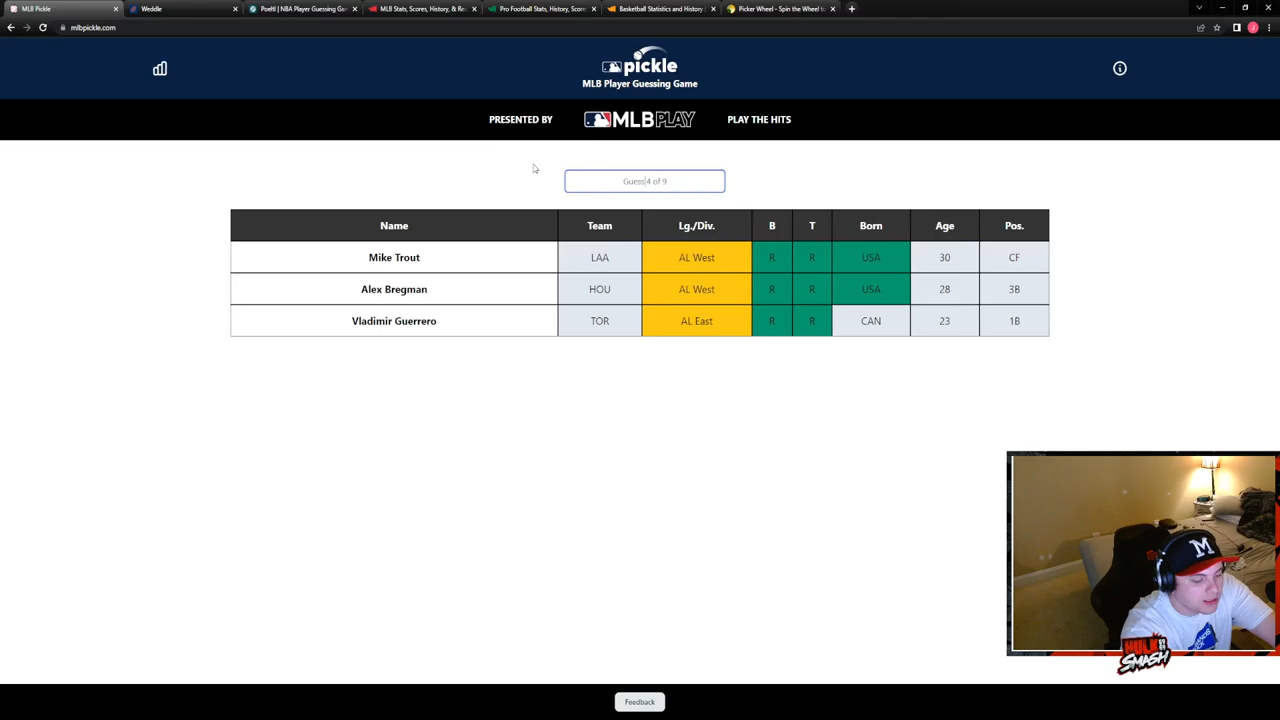 MLB Pickle
Weddle
Poeltl | NBA Player Guessing Gam
MLB Stats, Scores, History, & Re
Pro Football Stats, History, Score
Basketball Statistics and History
Picker Wheel - Spin the Wheel to
mlbpickle.com
J
pickle
MLB Player Guessing Game
PRESENTED BY MLBPLAY PLAY THE HITS
Guess 4 of 9
Name Team Lg./Div. B T Born Age Pos.
Mike Trout LAA AL West R R USA 30 CF
Alex Bregman HOU AL West R R USA 28 3B
Vladimir Guerrero TOR AL East R R CAN 23 1B
M
HULK
SMASH
Feedback